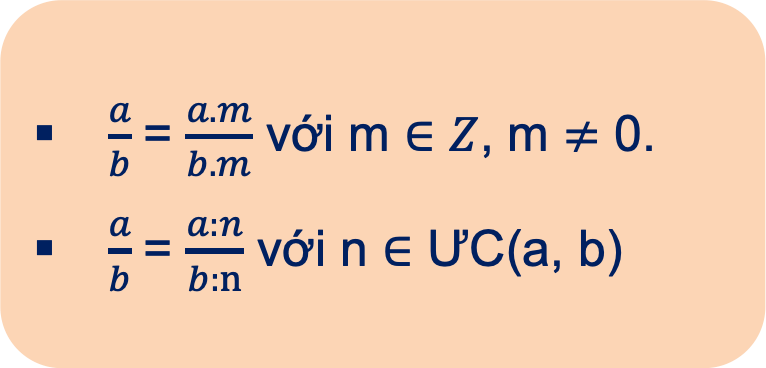 ▪ a/b = a.m/b.m với m ∈ Z, m ≠ 0.
▪ a/b = a:n/b:n với n ∈ ƯC(a, b)